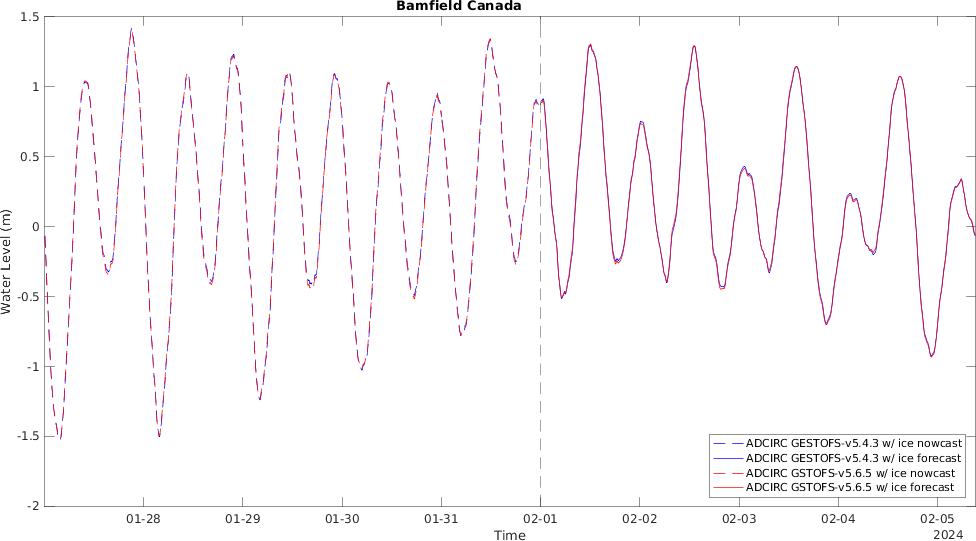 Bamfield Canada
1.5
1
0.5
0
-0.5
-1
-1.5
-2
Water Level (m)
01-28
01-29
01-30
01-31
02-01
02-02
02-03
02-04
02-05
2024
Time
ADCIRC GESTOFS-v5.4.3 w/ ice nowcast
ADCIRC GESTOFS-v5.4.3 w/ ice forecast
ADCIRC GSTOFS-v5.6.5 w/ ice nowcast
ADCIRC GSTOFS-v5.6.5 w/ ice forecast